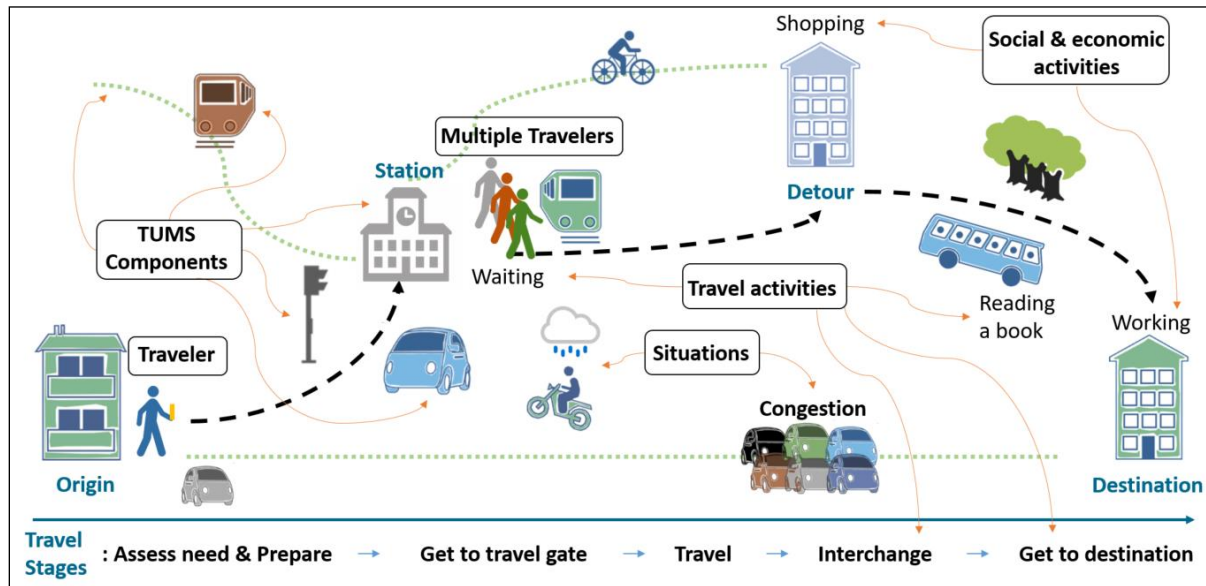 Shopping
Social & economic
activities
Multiple Travelers
Station
Detour
TUMS
Components
Waiting
Travel activities
Reading
a book
Working
Traveler
Situations
Congestion
Origin
Destination
Travel
Stages
: Assess need & Prepare
Get to travel gate
Travel
Interchange
Get to destination